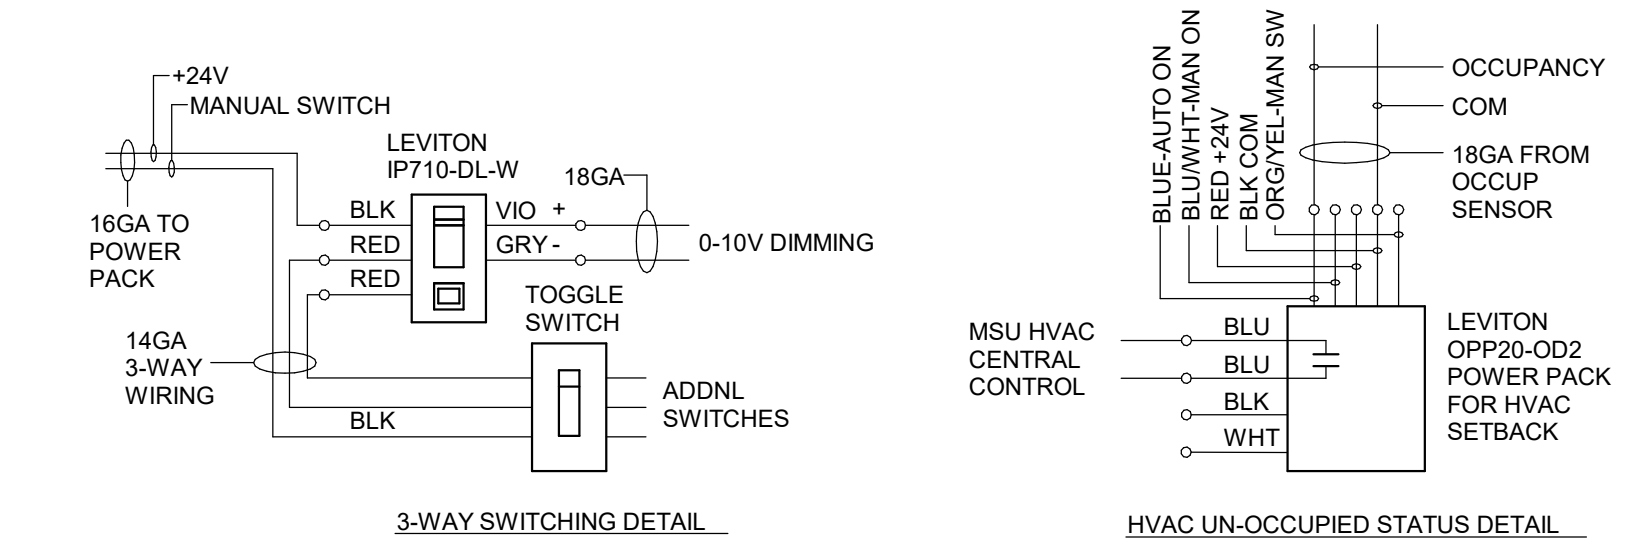 +24V
MANUAL SWITCH
LEVITON
IP710-DL-W
18GA
BLK
VIO +
16GA TO
POWER
PACK
RED
GRY -
0-10V DIMMING
RED
TOGGLE
SWITCH
14GA
3-WAY
WIRING
ADDNL
SWITCHES
BLK
3-WAY SWITCHING DETAIL
BLUE-AUTO ON
BLU/WHT-MAN ON
RED +24V
BLK COM
ORG/YEL-MAN SW
OCCUPANCY
COM
18GA FROM
OCCUP
SENSOR
MSU HVAC
CENTRAL
CONTROL
BLU
BLU
BLK
WHT
LEVITON
OPP20-OD2
POWER PACK
FOR HVAC
SETBACK
HVAC UN-OCCUPIED STATUS DETAIL